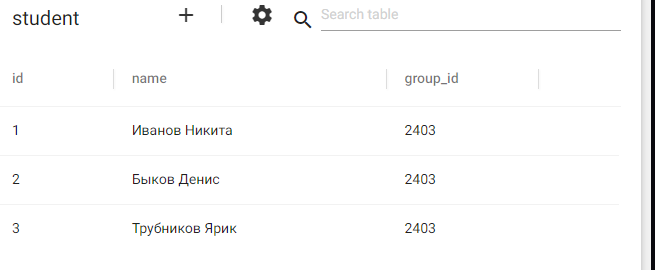 student
Search table
id name group_id
1 Иванов Никита 2403
2 Быков Денис 2403
3 Трубников Ярик 2403